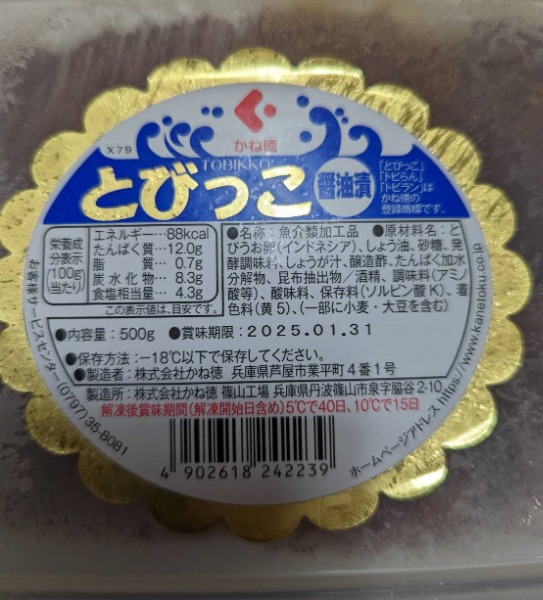 かね徳
X79
TOBIKKO
とびっこ
醤油漬
「とびっこ」
「トビらん」
「トビラン」は
かね徳の
登録商標です。
栄養成
分表示
(100g
当たり)
エネルギー…88kcal
たんぱく質…12.0g
脂　　質…0.7g
炭水化物…8.3g
食塩相当量…4.3g
この表示値は、目安です。
●名称:魚介類加工品 ●原材料名:と
びうお卵(インドネシア)、しょう油、砂糖、発
酵調味料、しょうが汁、醸造酢、たんぱく加水
分解物、昆布抽出物/酒精、調味料(アミノ
酸等)、酸味料、保存料(ソルビン酸K)、着
色料(黄5)、(一部に小麦・大豆を含む)
●内容量:500g ●賞味期限:2025.01.31
●保存方法:−18℃以下で保存してください。
●製造者:株式会社かね徳 兵庫県芦屋市業平町4番1号
製造所:株式会社かね徳 篠山工場 兵庫県丹波篠山市泉字脇谷2-10
解凍後賞味期間(解凍開始日含め)5℃で40日、10℃で15日
4 902618 242239
お客様サービスセンター (0797)35-8081
ホームページアドレス https://www.kanetoku.co.jp